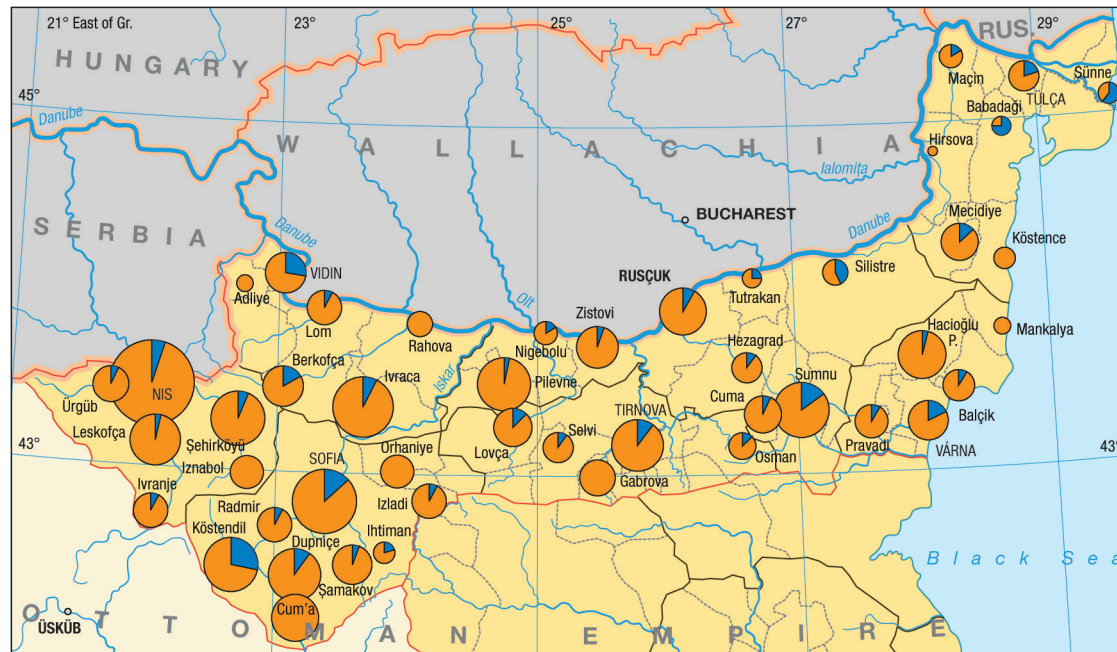 21° East of Gr.
23°
25°
27°
29°
RUS.
HUNGARY
Maçin
TULÇA
Sünne
45°
Babadaği
Danube
WALLACHIA
Hirsova
Ialomița
SERBIA
BUCHAREST
Danube
Mecidiye
Danube
Köstence
VIDIN
RUSÇUK
Silistre
Adliye
Olt
Tutrakan
Lom
Zistovi
Rahova
Nigebolu
Hacioğlu
P.
Mankalya
Berkofça
Hezagrad
Iskar
NIS
Ivraca
Pilevne
Şumnu
Ürgüb
Cuma
Balçik
Leskofça
TIRNOVA
Şehirköyü
Lovça
Selvi
Pravadi
Orhaniye
Osman
VÁRNA
43°
43°
SOFIA
Iznabol
Gabrova
Ivranje
Izladi
Radmir
Ihtiman
Köstendil
Dupniçe
Black Sea
Şamakov
Cum'a
ÜSKÜB
OTTOMAN EMPIRE